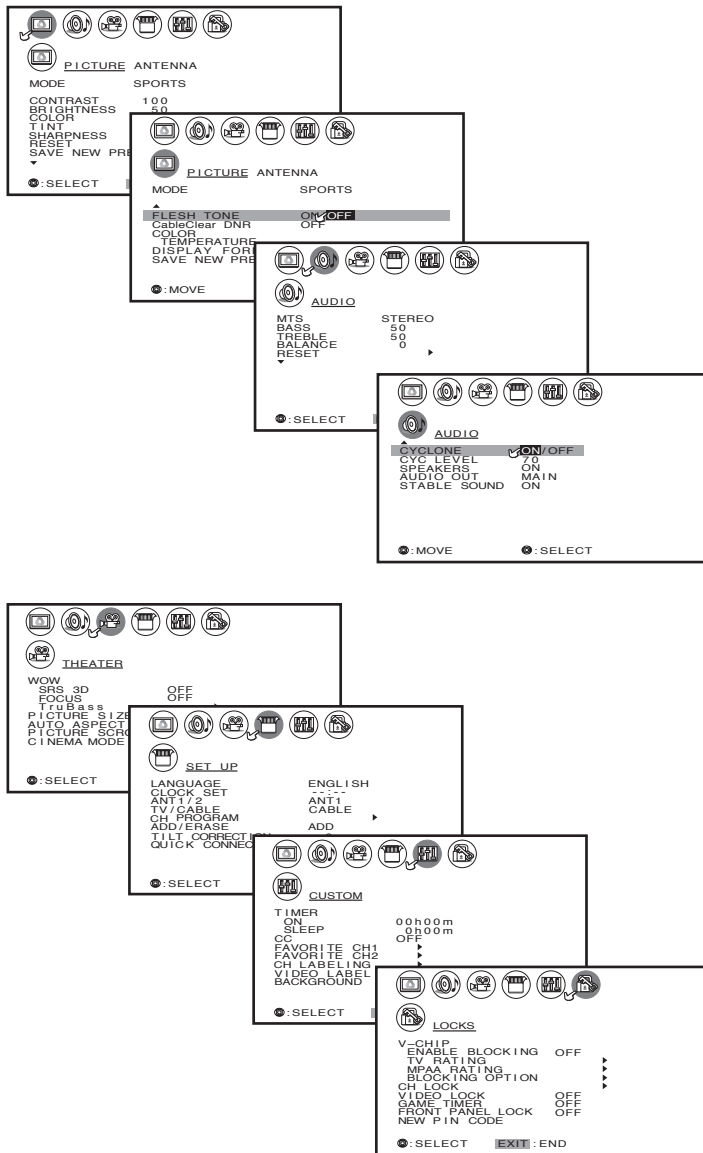 PICTURE ANTENNA
MODE SPORTS
CONTRAST 100
BRIGHTNESS 50
COLOR
TINT
SHARPNESS
RESET
SAVE NEW PRE
:SELECT
PICTURE ANTENNA
MODE SPORTS
FLESH TONE ON OFF
CableClear DNR OFF
COLOR
TEMPERATURE
DISPLAY FOR
SAVE NEW PRE
:MOVE
AUDIO
MTS STEREO
BASS 50
TREBLE 50
BALANCE 0
RESET
:SELECT
AUDIO
CYCLONE ON/OFF
CYC LEVEL 70
SPEAKERS ON
AUDIO OUT MAIN
STABLE SOUND ON
:MOVE :SELECT
THEATER
WOW
SRS 3D OFF
FOCUS OFF
TruBass
PICTURE SIZE
AUTO ASPECT
PICTURE SCRO
CINEMA MODE
:SELECT
SET UP
LANGUAGE ENGLISH
CLOCK SET --:--
ANT1/2 ANT1
TV/CABLE CABLE
CH PROGRAM
ADD/ERASE ADD
TILT CORRECTI
QUICK CONNEC
:SELECT
CUSTOM
TIMER
ON 00h00m
SLEEP 0h00m
CC OFF
FAVORITE CH1
FAVORITE CH2
CH LABELING
VIDEO LABEL
BACKGROUND
:SELECT
LOCKS
V-CHIP
ENABLE BLOCKING OFF
TV RATING
MPAA RATING
BLOCKING OPTION
CH LOCK
VIDEO LOCK OFF
GAME TIMER OFF
FRONT PANEL LOCK OFF
NEW PIN CODE
:SELECT EXIT:END